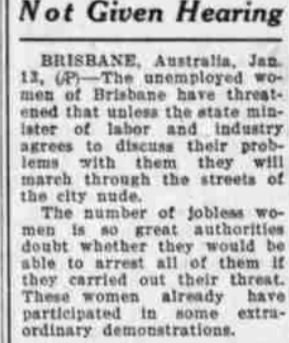 Not Given Hearing
BRISBANE, Australia, Jan.
13, (AP)—The unemployed wo-
men of Brisbane have threat-
ened that unless the state min-
ister of labor and industry
agrees to discuss their prob-
lems with them they will
march through the streets of
the city nude.
The number of jobless wo-
men is so great authorities
doubt whether they would be
able to arrest all of them if
they carried out their threat.
These women already have
participated in some extra-
ordinary demonstrations.